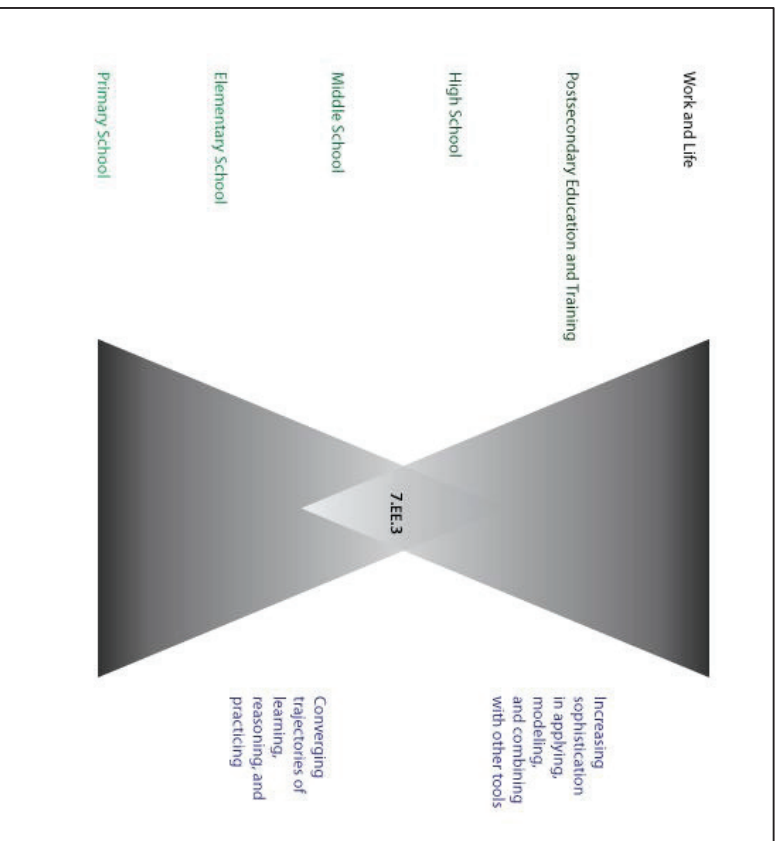 Work and Life
Postsecondary Education and Training
High School
Middle School
Elementary School
Primary School
7.EE.3
Increasing
sophistication
in applying,
modeling,
and combining
with other tools
Converging
trajectories of
learning,
reasoning, and
practicing